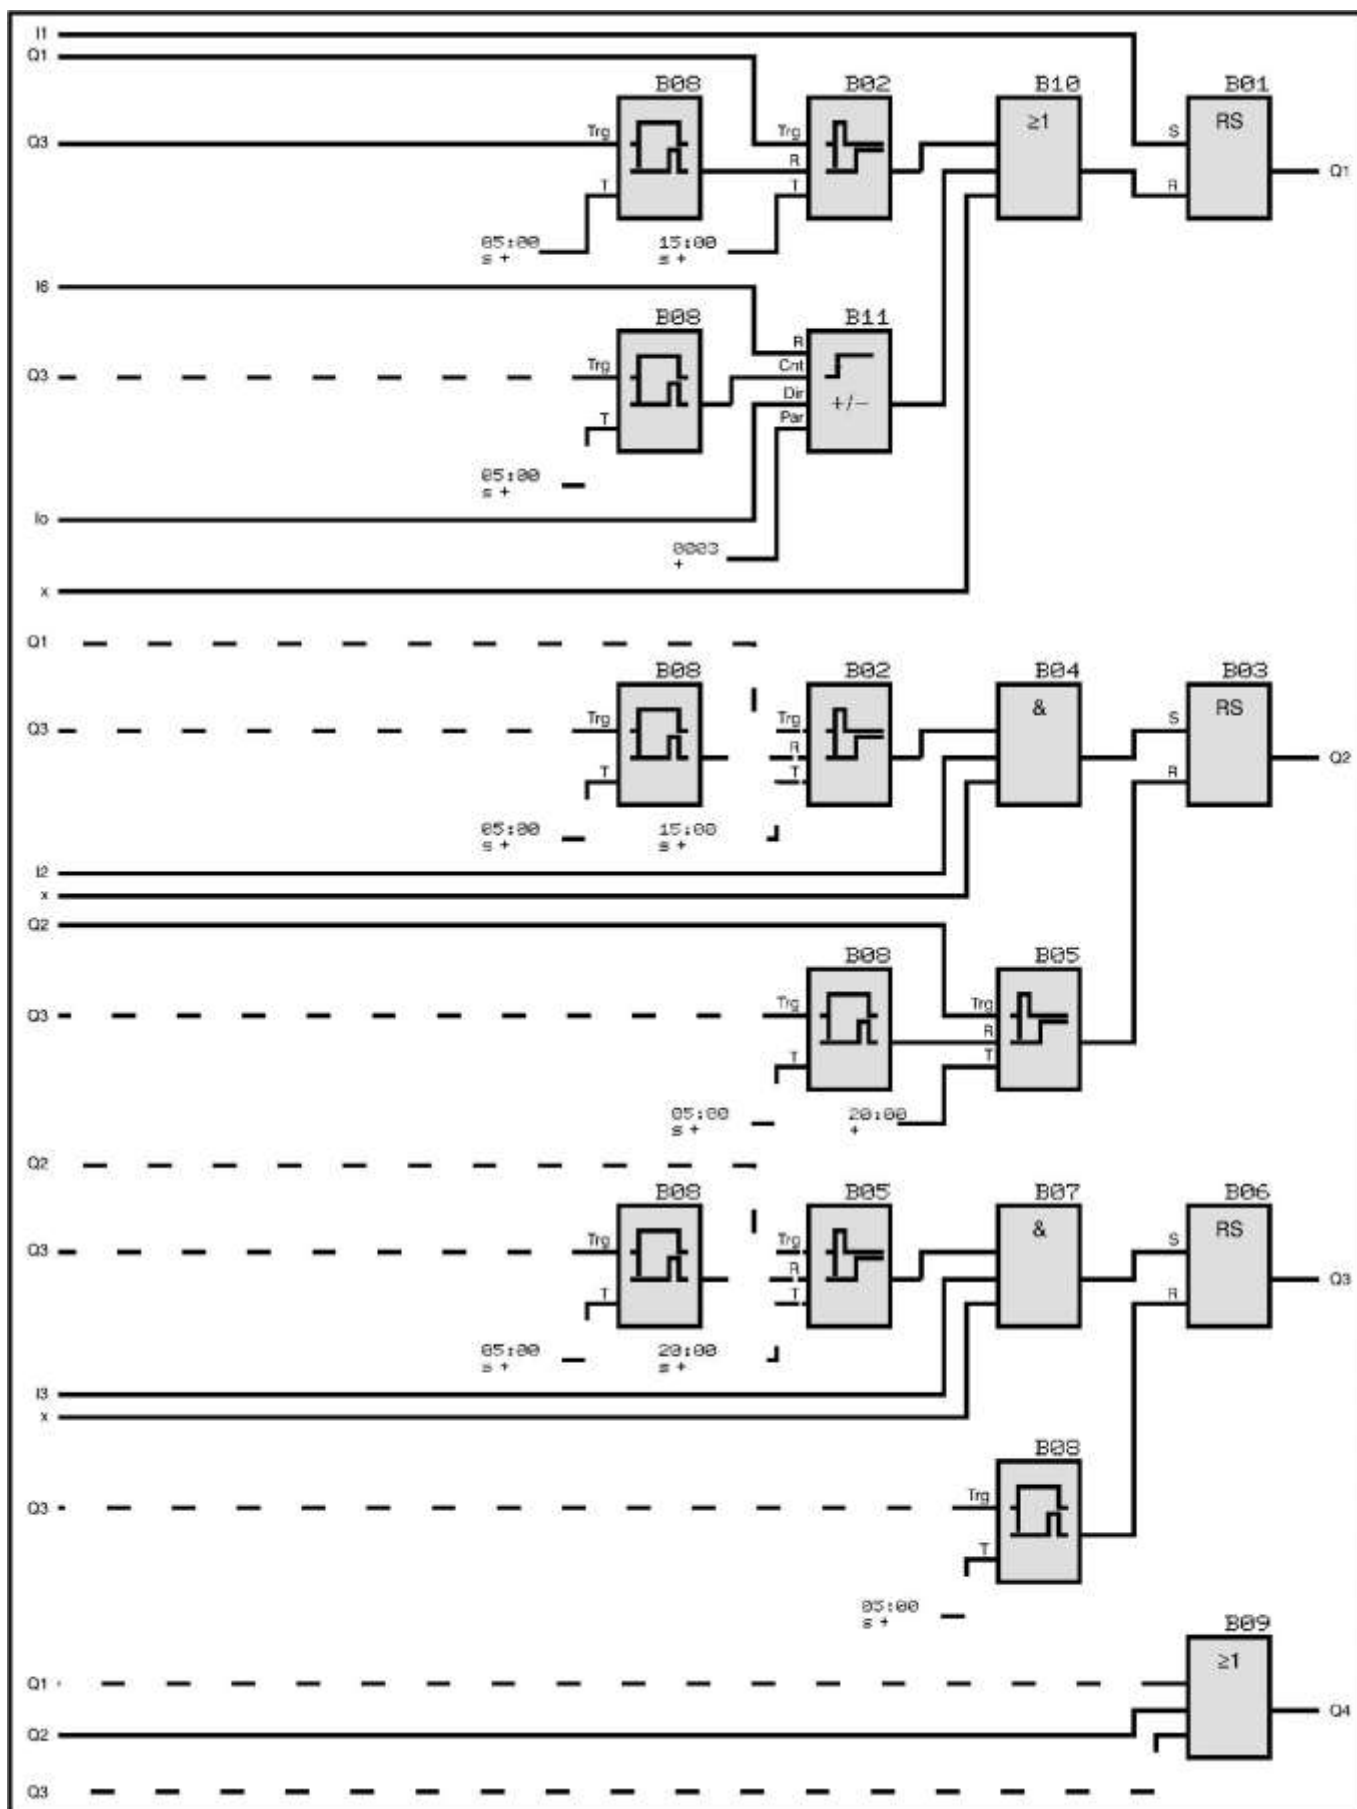 I1
Q1
B08 B02 B10 B01
Trg Trg ≥1 S RS
Q3
R Q1
T T R
05:00 15:00
s + s +
I6
B08 B11
R
Q3 Trg Cnt
Dir +/−
T Par
05:00
s +
Io
0003
+
x
Q1
B08 B02 B04 B03
Q3 Trg Trg & S RS
R Q2
T T R
05:00 15:00
s + s +
I2
x
Q2
B08 B05
Q3 Trg Trg
R
T T
05:00 20:00
s + +
Q2
B08 B05 B07 B06
Q3 Trg Trg & S RS
R Q3
T T R
05:00 20:00
s + s +
I3
x
B08
Q3 Trg
T
05:00
s +
B09
≥1
Q1
Q4
Q2
Q3